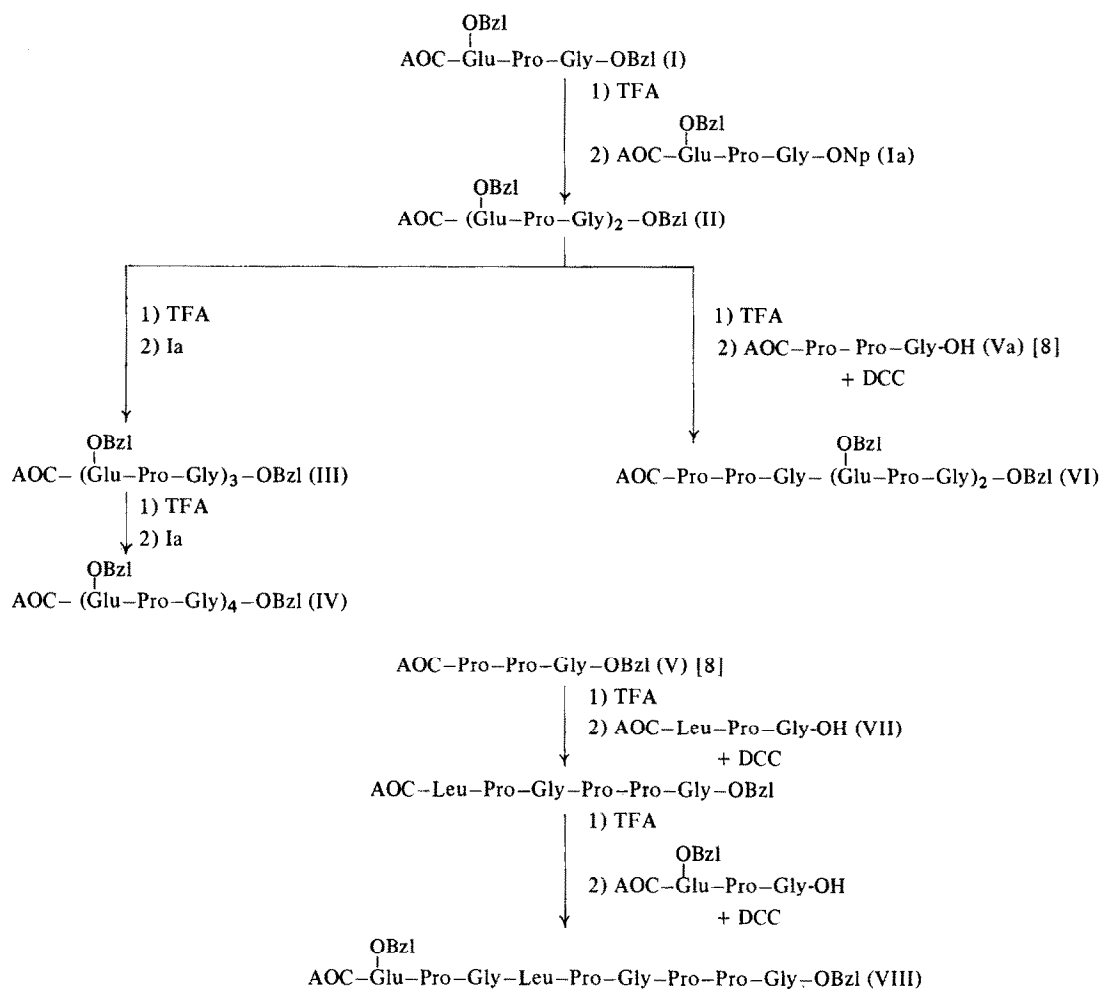 OBzl
AOC–Glu–Pro–Gly–OBzl (I)
1) TFA
OBzl
2) AOC–Glu–Pro–Gly–ONp (Ia)
OBzl
AOC– (Glu–Pro–Gly)₂–OBzl (II)
1) TFA
2) Ia
1) TFA
2) AOC–Pro–Pro–Gly-OH (Va) [8]
+ DCC
OBzl
AOC– (Glu–Pro–Gly)₃–OBzl (III)
OBzl
AOC–Pro–Pro–Gly– (Glu–Pro–Gly)₂–OBzl (VI)
1) TFA
2) Ia
OBzl
AOC– (Glu–Pro–Gly)₄–OBzl (IV)
AOC–Pro–Pro–Gly–OBzl (V) [8]
1) TFA
2) AOC–Leu–Pro–Gly-OH (VII)
+ DCC
AOC–Leu–Pro–Gly–Pro–Pro–Gly–OBzl
1) TFA
OBzl
2) AOC–Glu–Pro–Gly-OH
+ DCC
OBzl
AOC–Glu–Pro–Gly–Leu–Pro–Gly–Pro–Pro–Gly–OBzl (VIII)